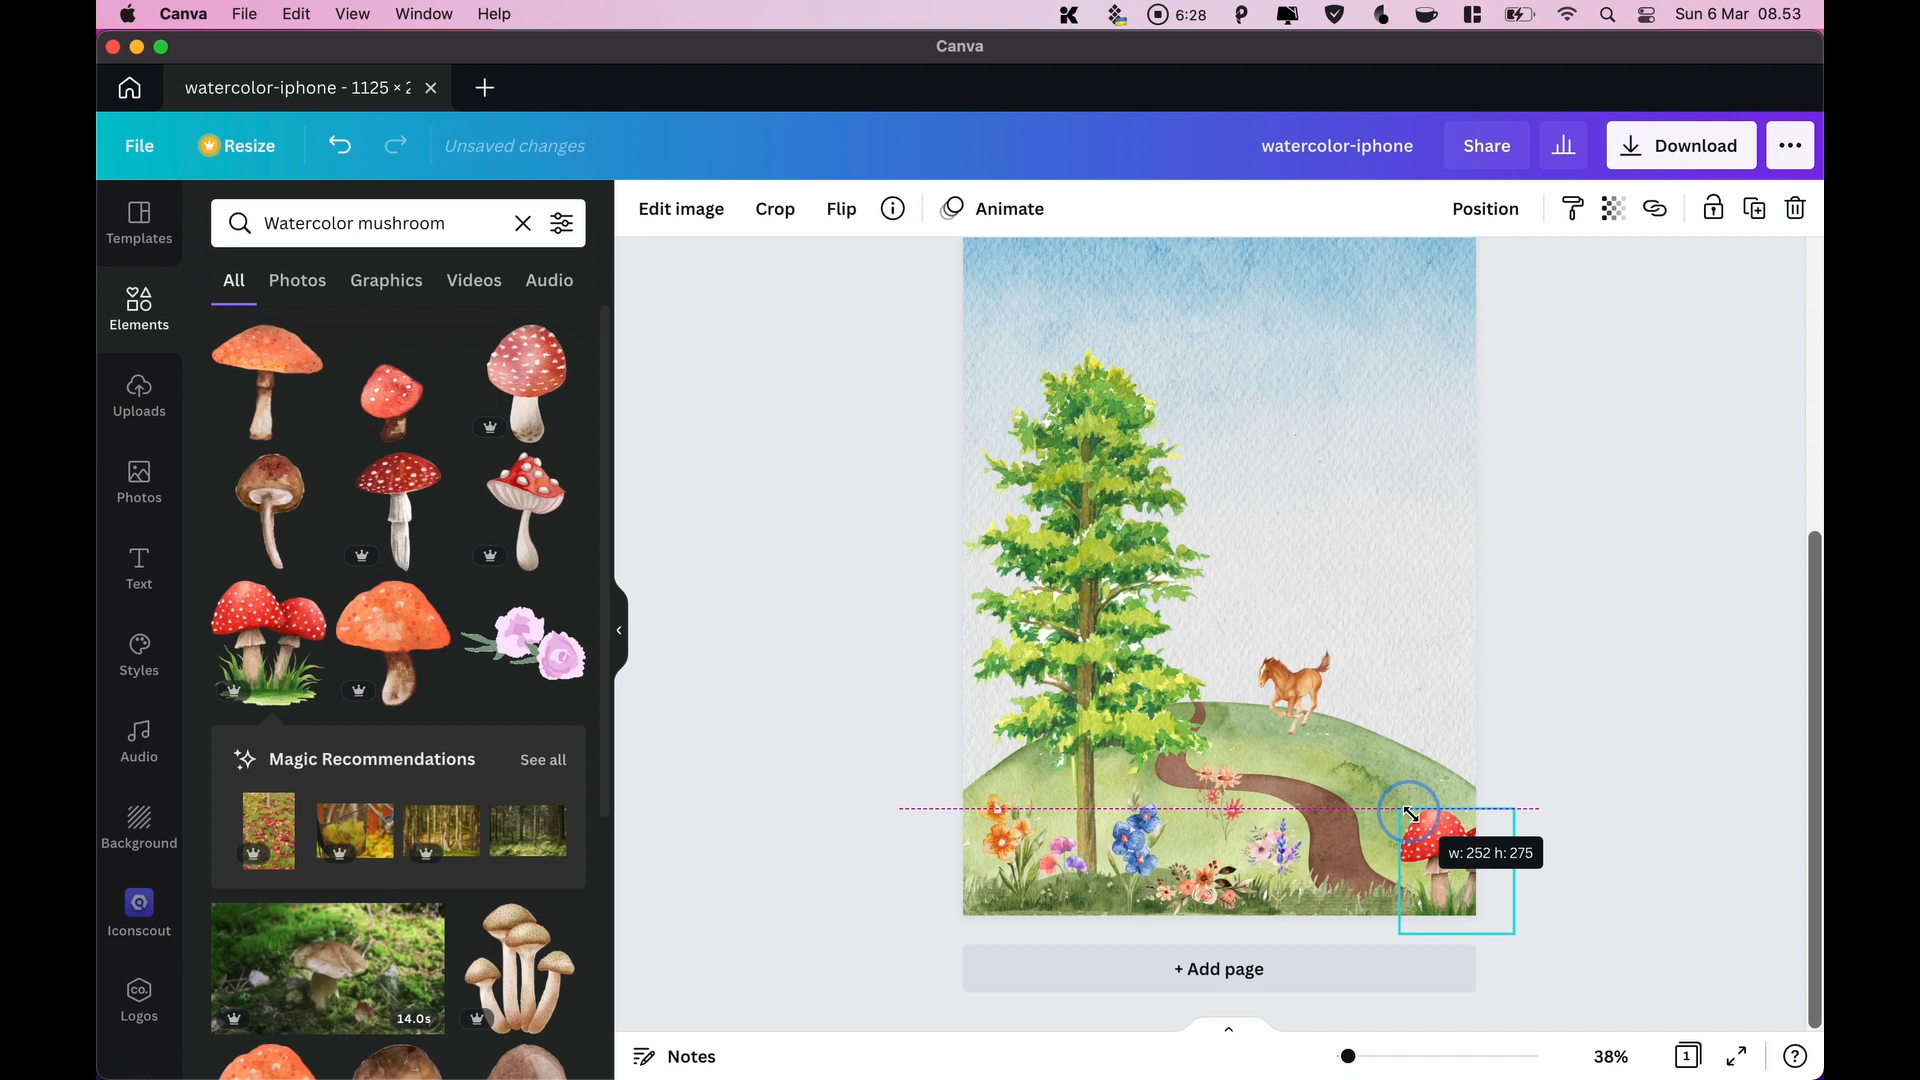 Canva File Edit View Window Help
6:28
Sun 6 Mar 08.53
Canva
watercolor-iphone - 1125 ×
File
Resize
Unsaved changes
watercolor-iphone
Share
Download
Watercolor mushroom
Edit image
Crop
Flip
Animate
Position
Templates
Elements
Uploads
Photos
Text
Styles
Audio
Background
Iconscout
CO.
Logos
All
Photos
Graphics
Videos
Audio
Magic Recommendations
See all
14.0s
w: 252 h: 275
+ Add page
Notes
38%
1